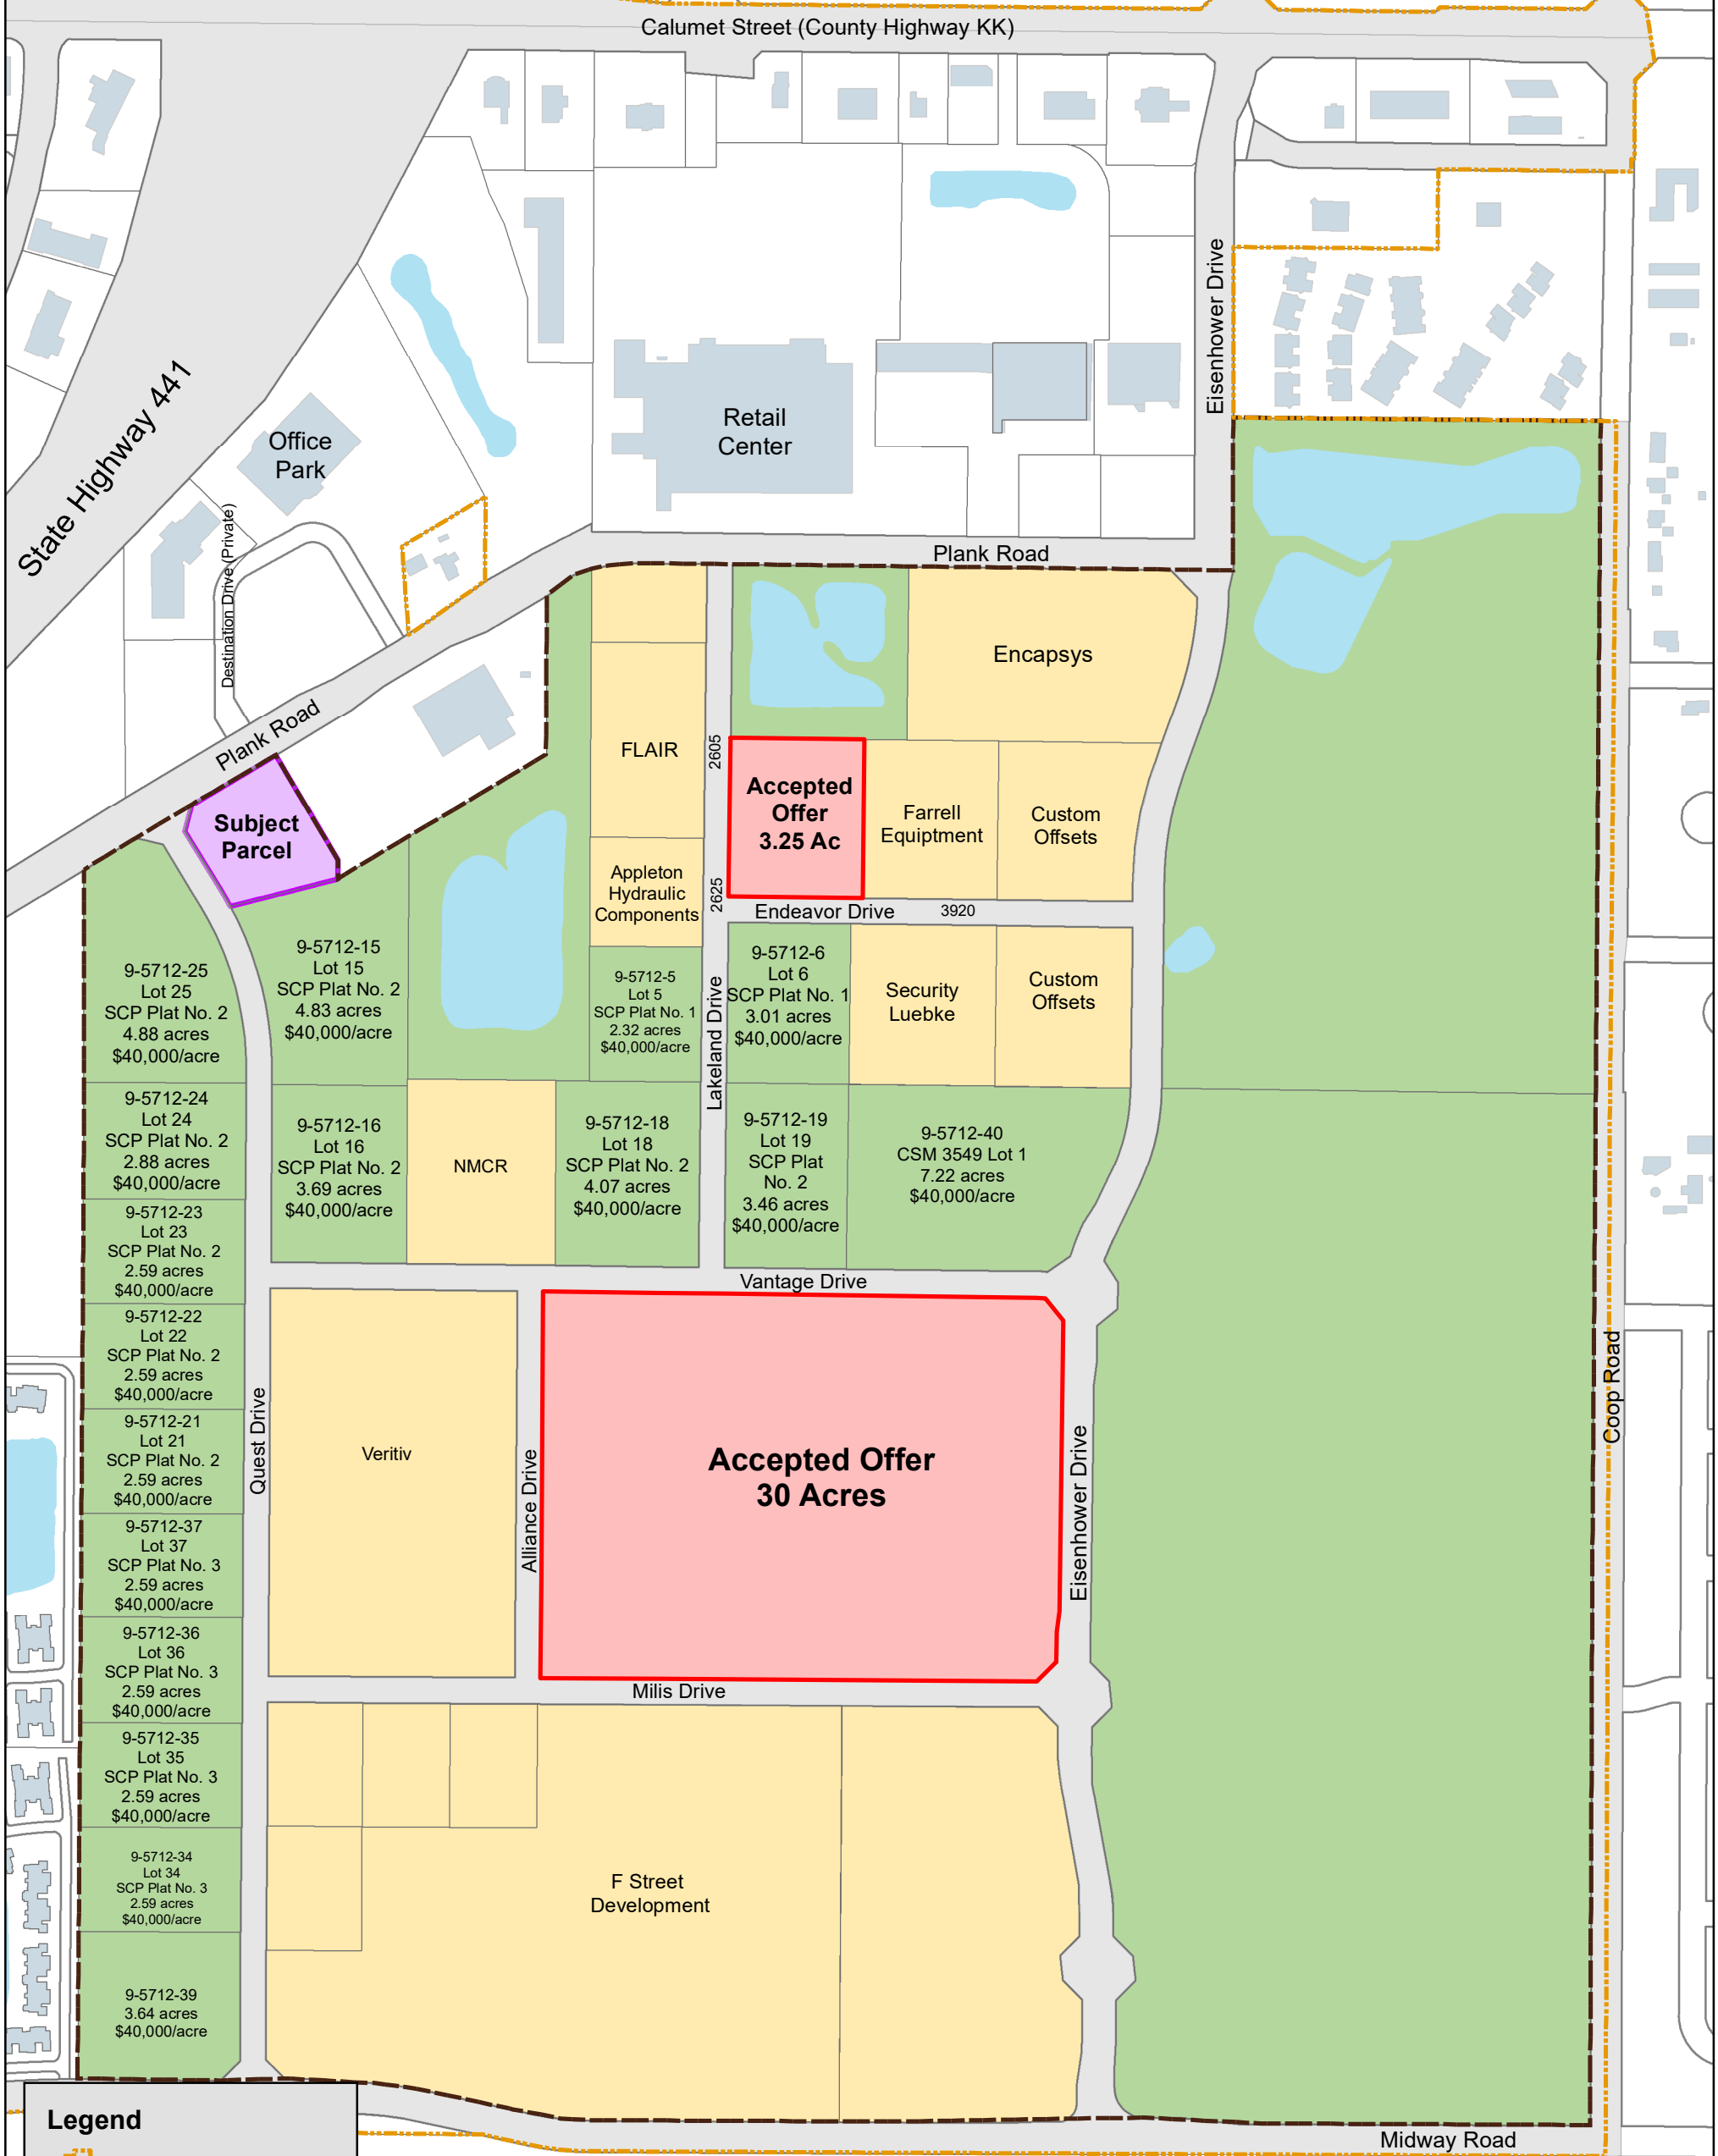 Calumet Street (County Highway KK)
State Highway 441
Eisenhower Drive
Office
Park
Retail
Center
Destination Drive (Private)
Plank Road
Plank Road
Encapsys
FLAIR
2605
Accepted
Offer
3.25 Ac
Farrell
Equiptment
Custom
Offsets
Subject
Parcel
Appleton
Hydraulic
Components
2625
Endeavor Drive
3920
9-5712-25
Lot 25
SCP Plat No. 2
4.88 acres
$40,000/acre
9-5712-15
Lot 15
SCP Plat No. 2
4.83 acres
$40,000/acre
9-5712-5
Lot 5
SCP Plat No. 1
2.32 acres
$40,000/acre
Lakeland Drive
9-5712-6
Lot 6
SCP Plat No. 1
3.01 acres
$40,000/acre
Security
Luebke
Custom
Offsets
9-5712-24
Lot 24
SCP Plat No. 2
2.88 acres
$40,000/acre
9-5712-16
Lot 16
SCP Plat No. 2
3.69 acres
$40,000/acre
NMCR
9-5712-18
Lot 18
SCP Plat No. 2
4.07 acres
$40,000/acre
9-5712-19
Lot 19
SCP Plat
No. 2
3.46 acres
$40,000/acre
9-5712-40
CSM 3549 Lot 1
7.22 acres
$40,000/acre
9-5712-23
Lot 23
SCP Plat No. 2
2.59 acres
$40,000/acre
Vantage Drive
9-5712-22
Lot 22
SCP Plat No. 2
2.59 acres
$40,000/acre
9-5712-21
Lot 21
SCP Plat No. 2
2.59 acres
$40,000/acre
Quest Drive
Veritiv
Alliance Drive
Accepted Offer
30 Acres
Eisenhower Drive
Coop Road
9-5712-37
Lot 37
SCP Plat No. 3
2.59 acres
$40,000/acre
9-5712-36
Lot 36
SCP Plat No. 3
2.59 acres
$40,000/acre
Milis Drive
9-5712-35
Lot 35
SCP Plat No. 3
2.59 acres
$40,000/acre
9-5712-34
Lot 34
SCP Plat No. 3
2.59 acres
$40,000/acre
F Street
Development
9-5712-39
3.64 acres
$40,000/acre
Legend
Midway Road